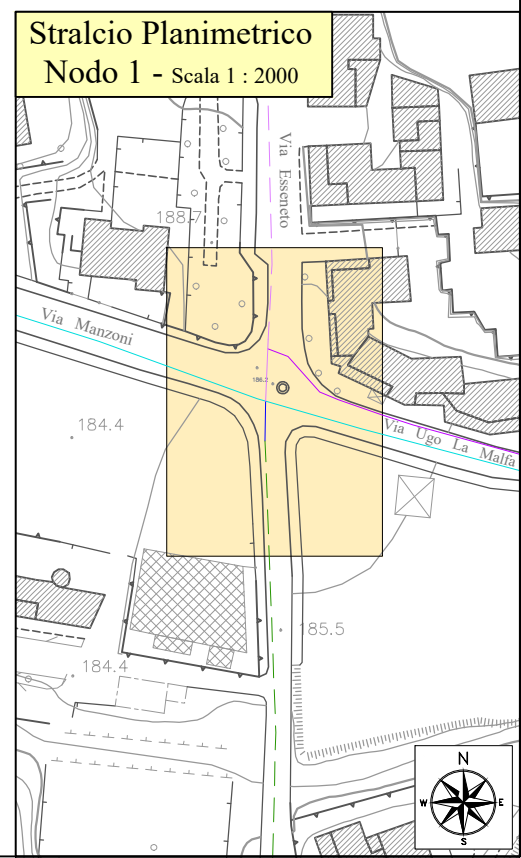 Stralcio Planimetrico
Nodo 1 - Scala 1 : 2000
Via Esseneto
188.7
Via Manzoni
184.4
Via Ugo La Malfa
185.5
184.4
N
W
E
S